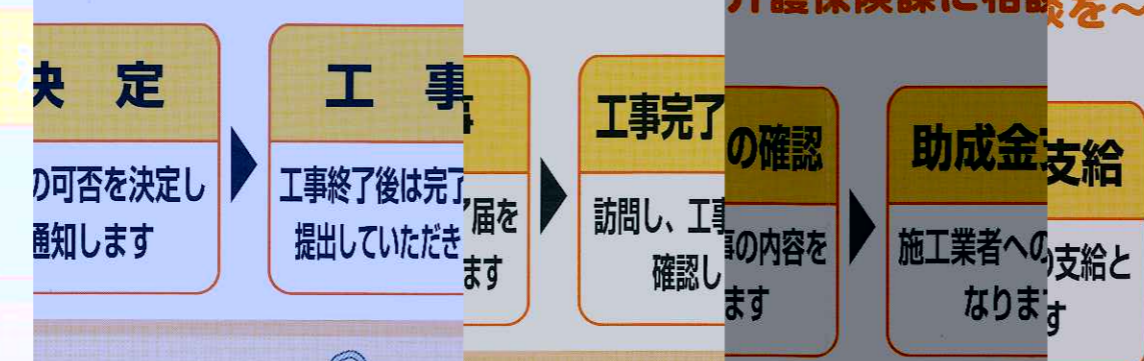 介護保険課に相談を～
決定
の可否を決定し
通知します
工事
工事終了後は完了届を
提出していただきます
工事完了の確認
訪問し、工事の内容を
確認します
助成金支給
施工業者への支給と
なります